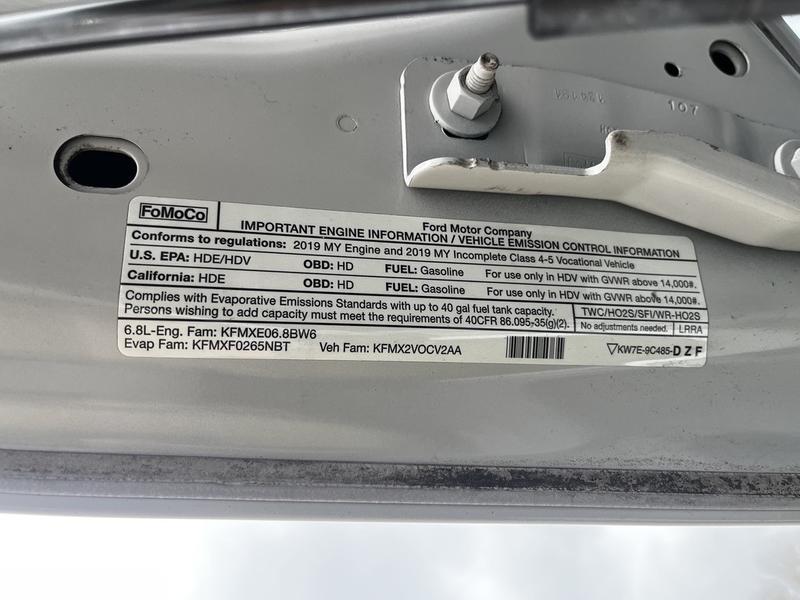 107
FoMoCo
Ford Motor Company
IMPORTANT ENGINE INFORMATION / VEHICLE EMISSION CONTROL INFORMATION
Conforms to regulations: 2019 MY Engine and 2019 MY Incomplete Class 4-5 Vocational Vehicle
U.S. EPA: HDE/HDV OBD: HD FUEL: Gasoline For use only in HDV with GVWR above 14,000#.
California: HDE OBD: HD FUEL: Gasoline For use only in HDV with GVWR above 14,000#.
Complies with Evaporative Emissions Standards with up to 40 gal fuel tank capacity. TWC/HO2S/SFI/WR-HO2S
Persons wishing to add capacity must meet the requirements of 40CFR 86.095-35(g)(2). No adjustments needed. LRRA
6.8L-Eng. Fam: KFMXE06.8BW6
Evap Fam: KFMXF0265NBT Veh Fam: KFMX2VOCV2AA ▽KW7E-9C485-DZF